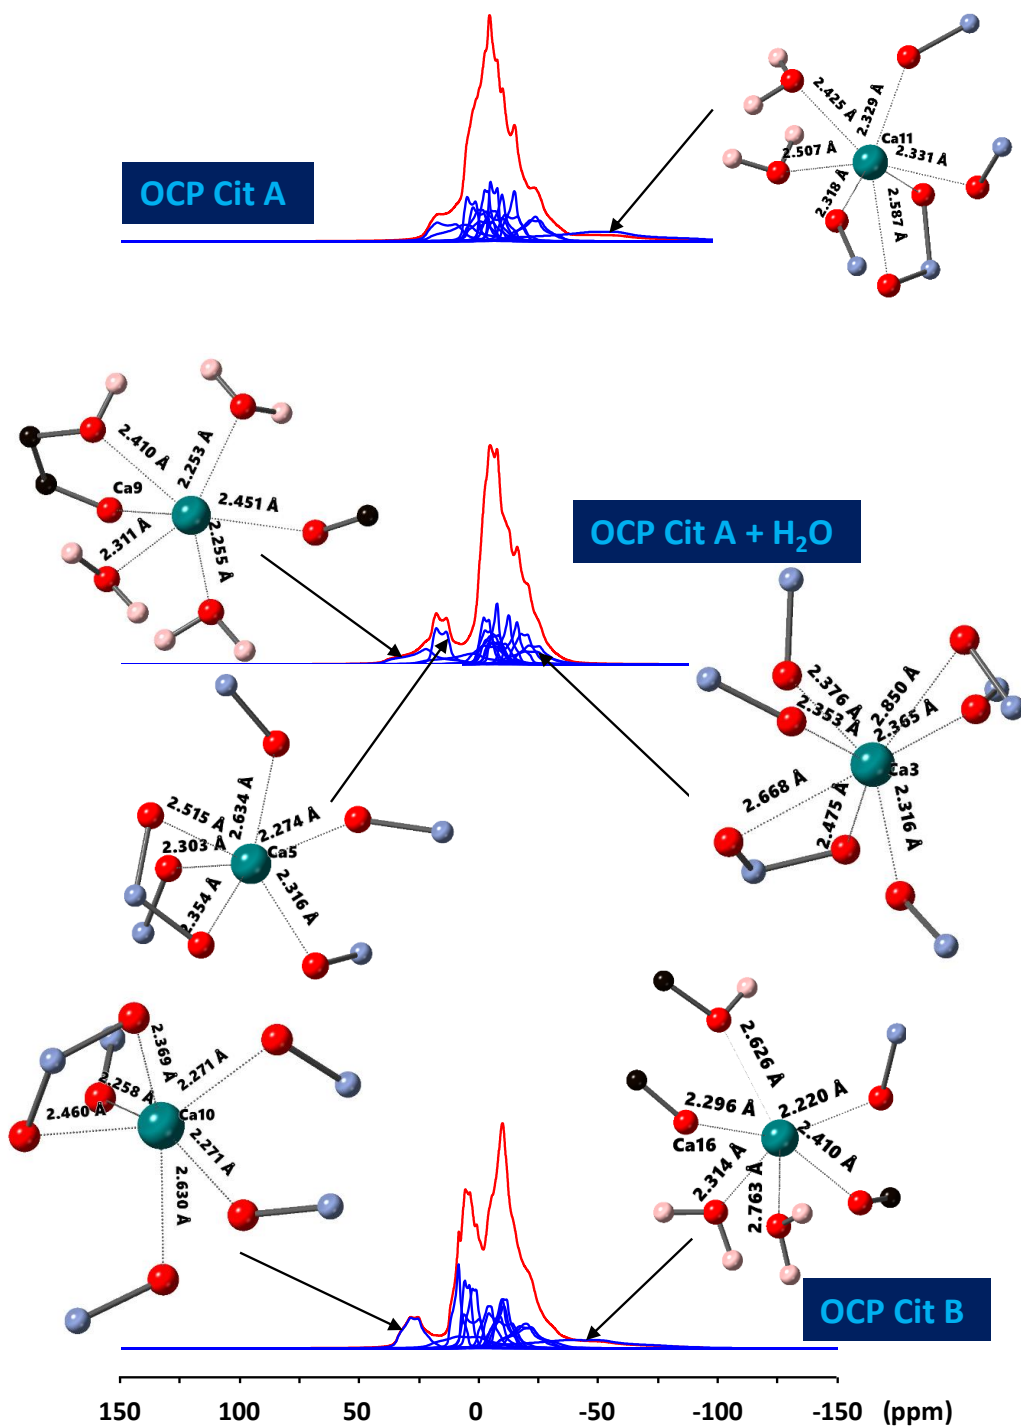 2.425 Å
2.329 Å
Ca11
2.507 Å
2.331 Å
2.318 Å
2.587 Å
OCP Cit A
2.410 Å
2.253 Å
Ca9
2.451 Å
2.311 Å
2.255 Å
OCP Cit A + H₂O
2.376 Å
2.850 Å
2.353 Å
2.365 Å
Ca3
2.668 Å
2.475 Å
2.316 Å
2.634 Å
2.515 Å
2.274 Å
2.303 Å
Ca5
2.354 Å
2.316 Å
2.369 Å
2.271 Å
2.258 Å
2.460 Å
Ca10
2.271 Å
2.630 Å
2.626 Å
2.296 Å
2.220 Å
Ca16
2.410 Å
2.314 Å
2.763 Å
OCP Cit B
150 100 50 0 -50 -100 -150 (ppm)